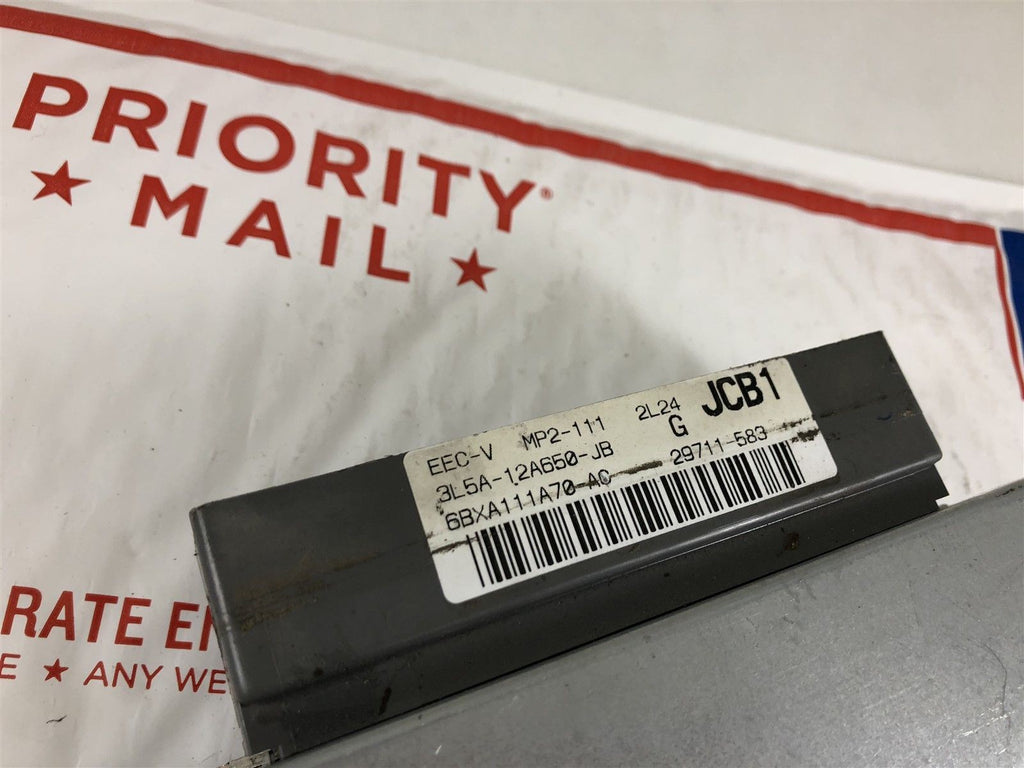 PRIORITY®
★ MAIL ★
EEC-V MP2-111 2L24 JCB1
3L5A-12A650-JB G
6BXA111A70-AC 29711-583
RATE
E ★ ANY WE